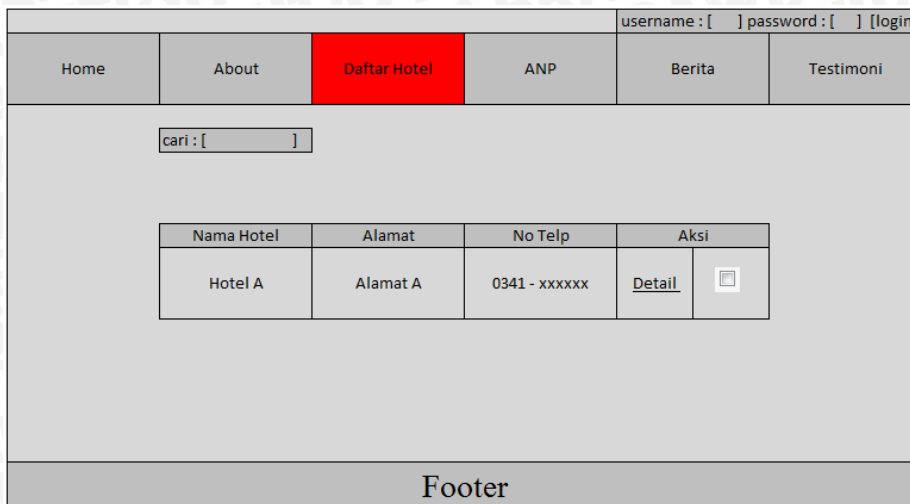 username : [ ] password : [ ] [login
Home About Daftar Hotel ANP Berita Testimoni
cari : [ ]
Nama Hotel Alamat No Telp Aksi
Hotel A Alamat A 0341 - xxxxxx Detail
Footer